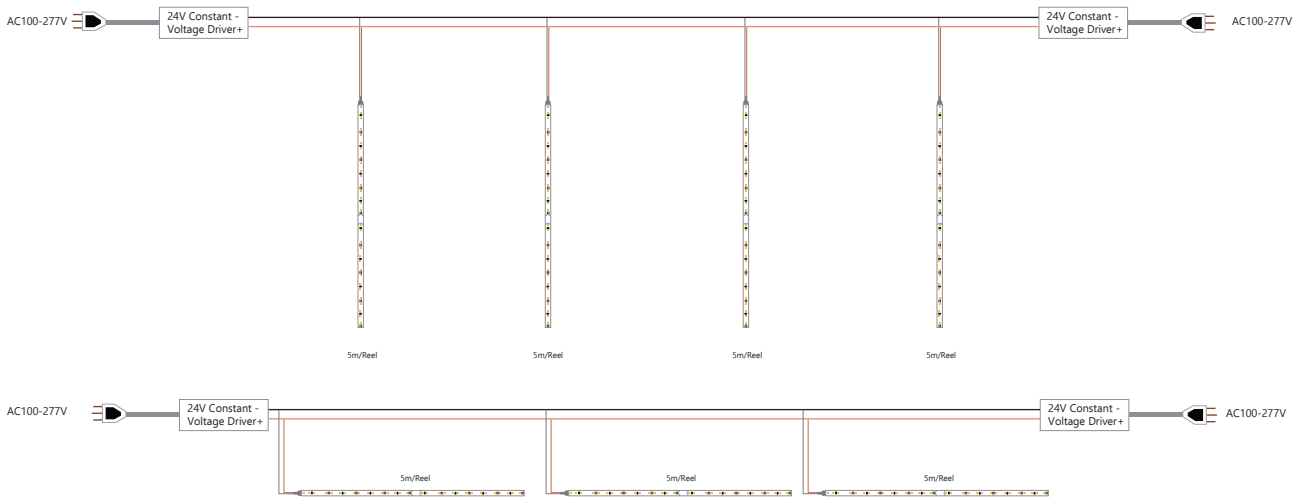 AC100-277V
24V Constant -
Voltage Driver+
24V Constant -
Voltage Driver+
AC100-277V
5m/Reel
5m/Reel
5m/Reel
5m/Reel
AC100-277V
24V Constant -
Voltage Driver+
24V Constant -
Voltage Driver+
AC100-277V
5m/Reel
5m/Reel
5m/Reel